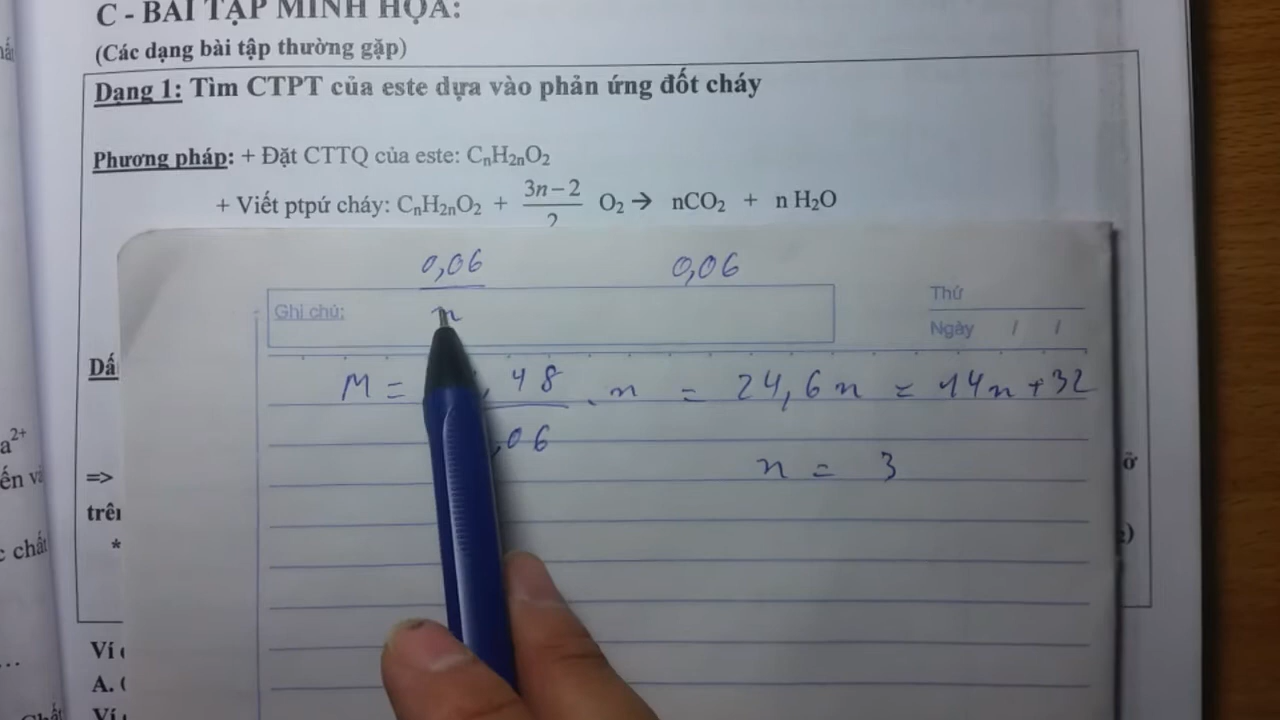 C - BÀI TẬP MINH HỌA:
(Các dạng bài tập thường gặp)
Dạng 1: Tìm CTPT của este dựa vào phản ứng đốt cháy
Phương pháp: + Đặt CTTQ của este: CnH2nO2
+ Viết ptpứ cháy: CnH2nO2 + 3n-2/2 O2 → nCO2 + n H2O
0,06/n 0,06
Ghi chú:
Thứ
Ngày / /
M = ,48/,06 . n = 24,6n = 14n + 32
n = 3
Dấ
a2+
ến v
=>
ở
trên
*
c chất
Ví
A.
Ví